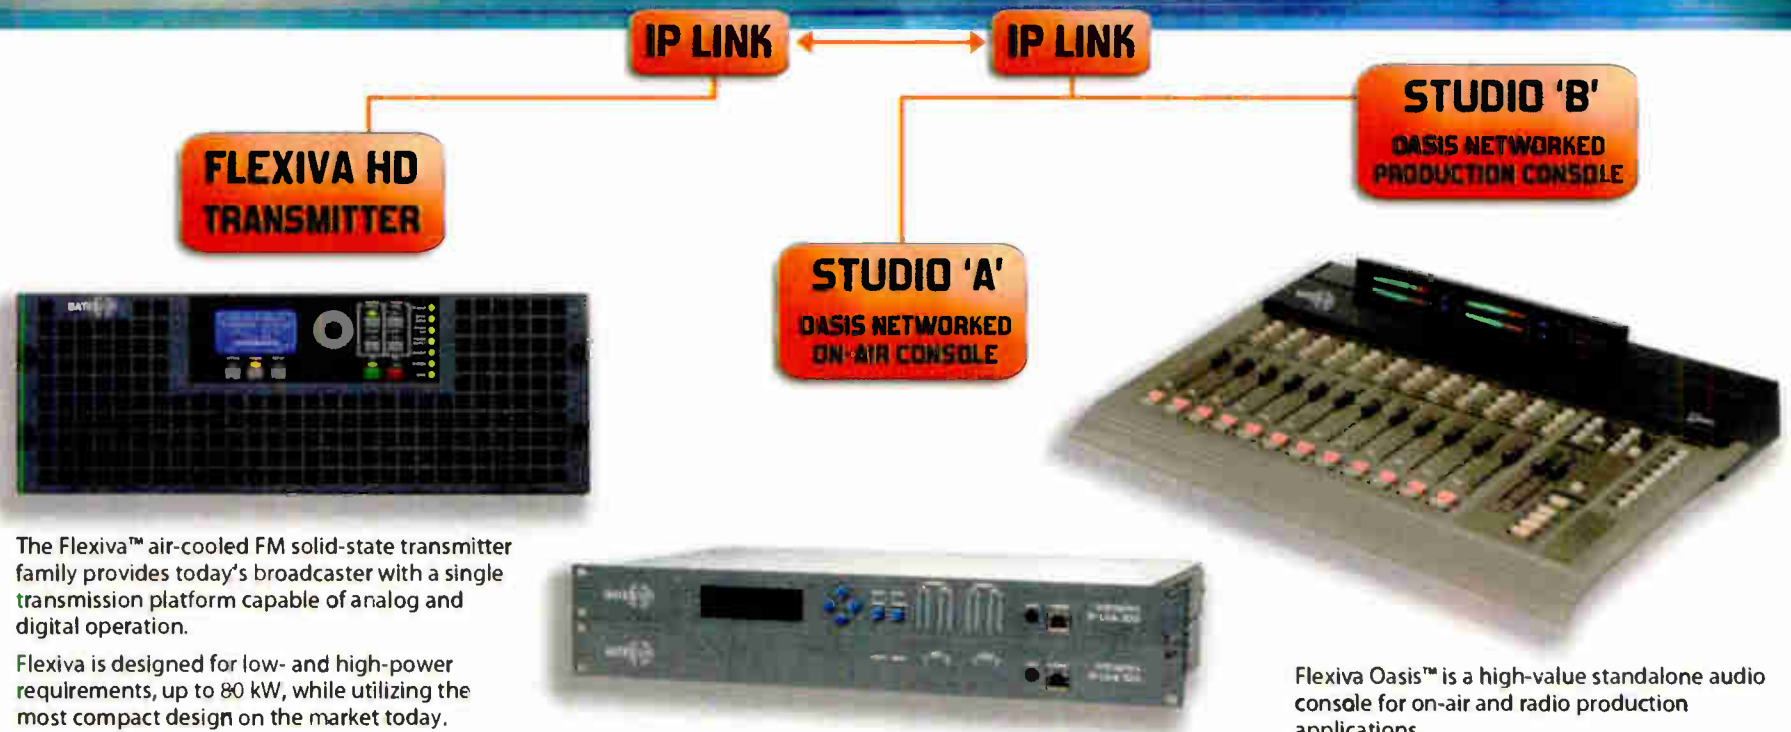 IP LINK
IP LINK
STUDIO 'B'
OASIS NETWORKED
PRODUCTION CONSOLE
FLEXIVA HD
TRANSMITTER
STUDIO 'A'
OASIS NETWORKED
ON-AIR CONSOLE
The Flexiva™ air-cooled FM solid-state transmitter
family provides today's broadcaster with a single
transmission platform capable of analog and
digital operation.
Flexiva is designed for low- and high-power
requirements, up to 80 kW, while utilizing the
most compact design on the market today.
Flexiva Oasis™ is a high-value standalone audio
console for on-air and radio production
applications